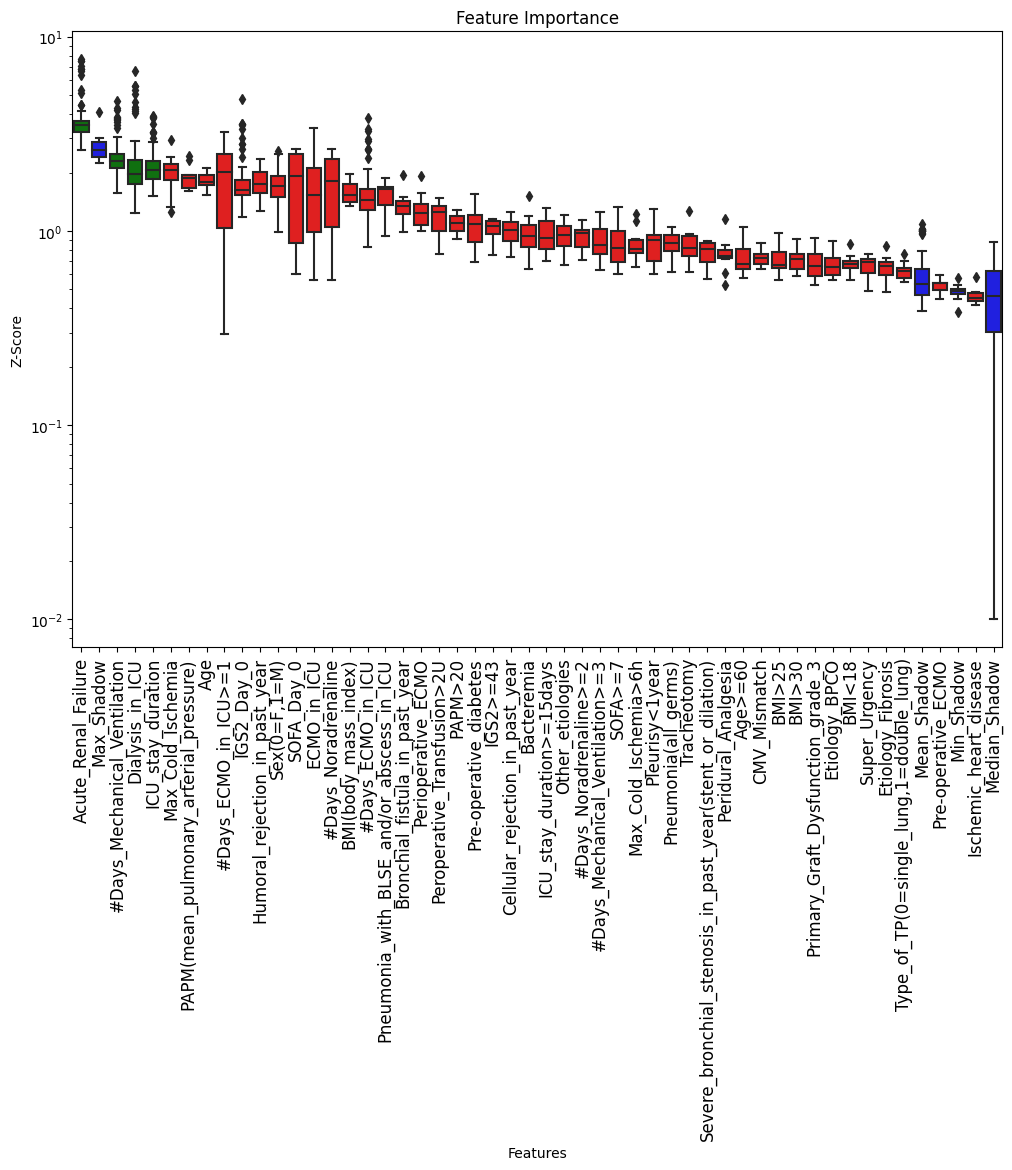 Feature Importance
10^1
10^0
10^-1
10^-2
Z-Score
Acute_Renal_Failure
Max_Shadow
#Days_Mechanical_Ventilation
Dialysis_in_ICU
ICU_stay_duration
Max_Cold_Ischemia
PAPM(mean_pulmonary_arterial_pressure)
Age
#Days_ECMO_in_ICU>=1
IGS2_Day_0
Humoral_rejection_in_past_year
Sex(0=F,1=M)
SOFA_Day_0
ECMO_in_ICU
#Days_Noradrenaline
BMI(body_mass_index)
#Days_ECMO_in_ICU
Pneumonia_with_BLSE_and/or_abscess_in_ICU
Bronchial_fistula_in_past_year
Perioperative_ECMO
Peroperative_Transfusion>2U
PAPM>20
Pre-operative_diabetes
IGS2>=43
Cellular_rejection_in_past_year
Bacteremia
ICU_stay_duration>=15days
Other_etiologies
#Days_Noradrenaline>=2
#Days_Mechanical_Ventilation>=3
SOFA>=7
Max_Cold_Ischemia>6h
Pleurisy<1year
Pneumonia(all_germs)
Tracheotomy
Severe_bronchial_stenosis_in_past_year(stent_or_dilation)
Peridural_Analgesia
Age>=60
CMV_Mismatch
BMI>25
BMI>30
Primary_Graft_Dysfunction_grade_3
Etiology_BPCO
BMI<18
Super_Urgency
Etiology_Fibrosis
Type_of_TP(0=single_lung,1=double_lung)
Mean_Shadow
Pre-operative_ECMO
Min_Shadow
Ischemic_heart_disease
Median_Shadow
Features